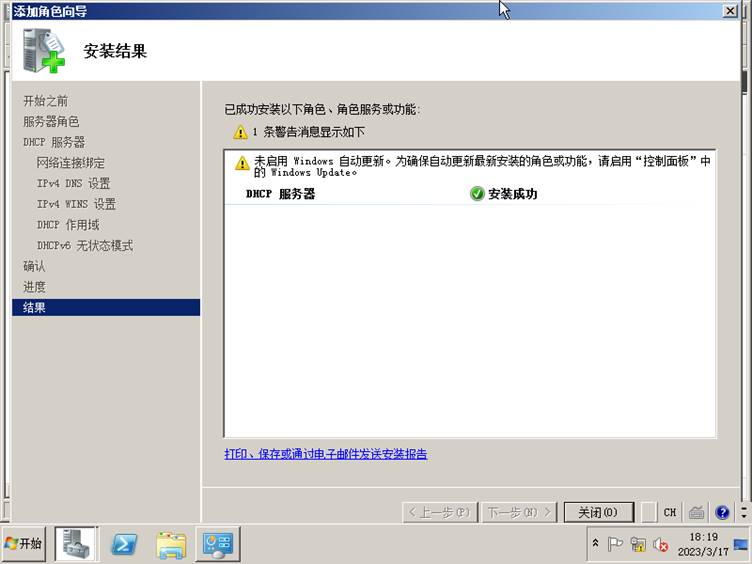 添加角色向导
安装结果
开始之前
服务器角色
DHCP 服务器
网络连接绑定
IPv4 DNS 设置
IPv4 WINS 设置
DHCP 作用域
DHCPv6 无状态模式
确认
进度
结果
已成功安装以下角色、角色服务或功能:
1 条警告消息显示如下
未启用 Windows 自动更新。为确保自动更新最新安装的角色或功能，请启用“控制面板”中
的 Windows Update。
DHCP 服务器 安装成功
打印、保存或通过电子邮件发送安装报告
< 上一步(P) 下一步(N) > 关闭(O)
CH
开始
18:19
2023/3/17